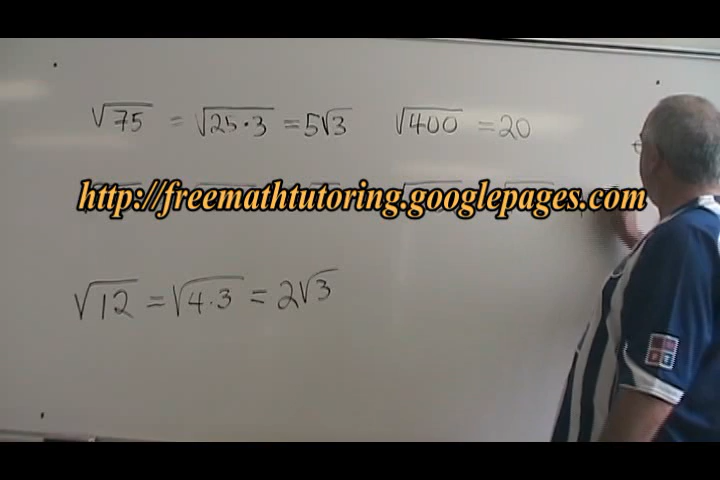 √75 = √25·3 = 5√3 √400 = 20
http://freemathtutoring.googlepages.com
√12 = √4·3 = 2√3